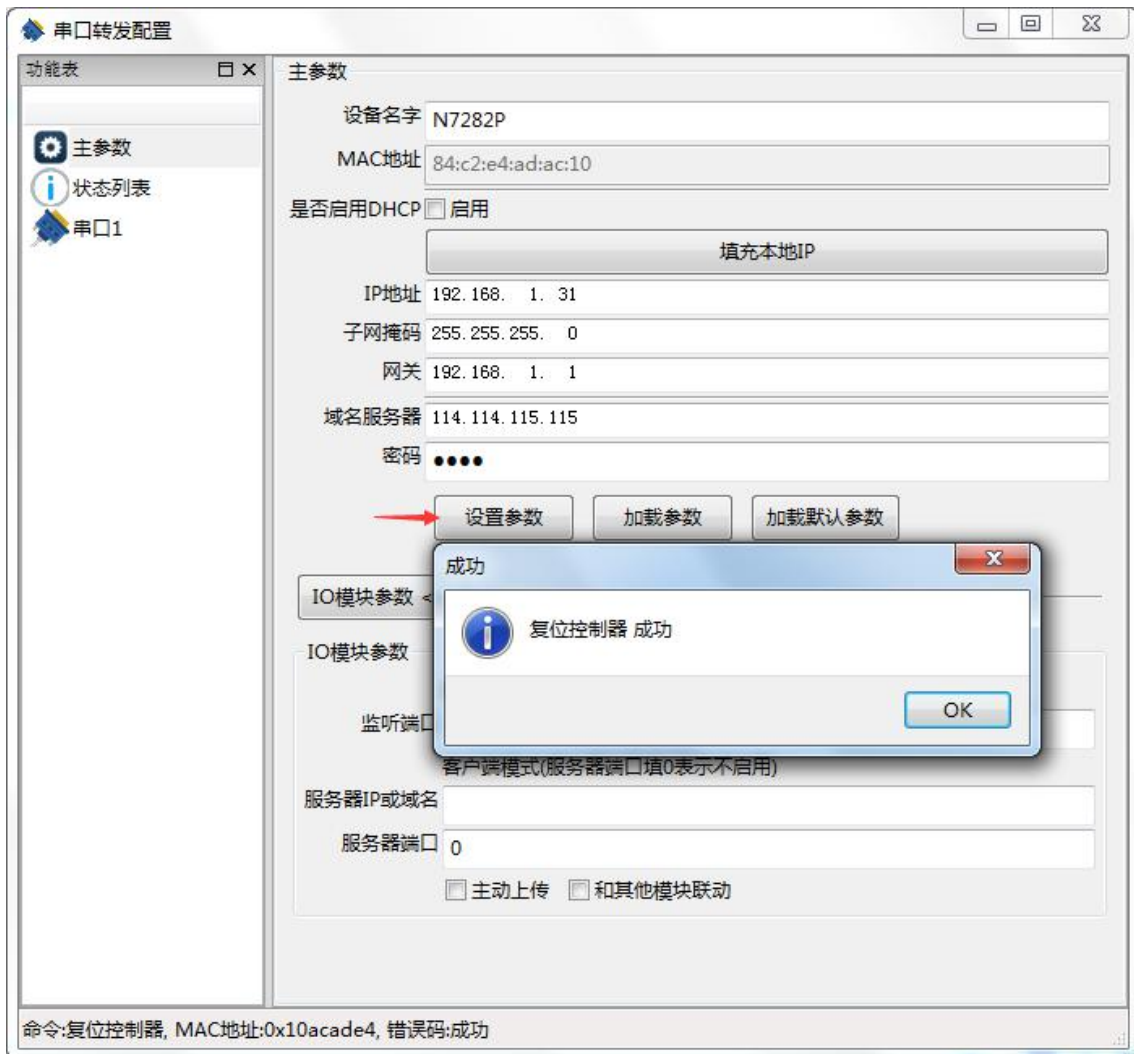 串口转发配置
功能表
主参数
状态列表
串口1
主参数
设备名字 N7282P
MAC地址 84:c2:e4:ad:ac:10
是否启用DHCP 启用
填充本地IP
IP地址 192.168. 1. 31
子网掩码 255.255.255. 0
网关 192.168. 1. 1
域名服务器 114.114.115.115
密码 ●●●●
设置参数 加载参数 加载默认参数
成功
复位控制器 成功
OK
IO模块参数 <
IO模块参数
监听端口
客户端模式(服务器端口填0表示不启用)
服务器IP或域名
服务器端口 0
主动上传 和其他模块联动
命令:复位控制器, MAC地址:0x10acade4, 错误码:成功